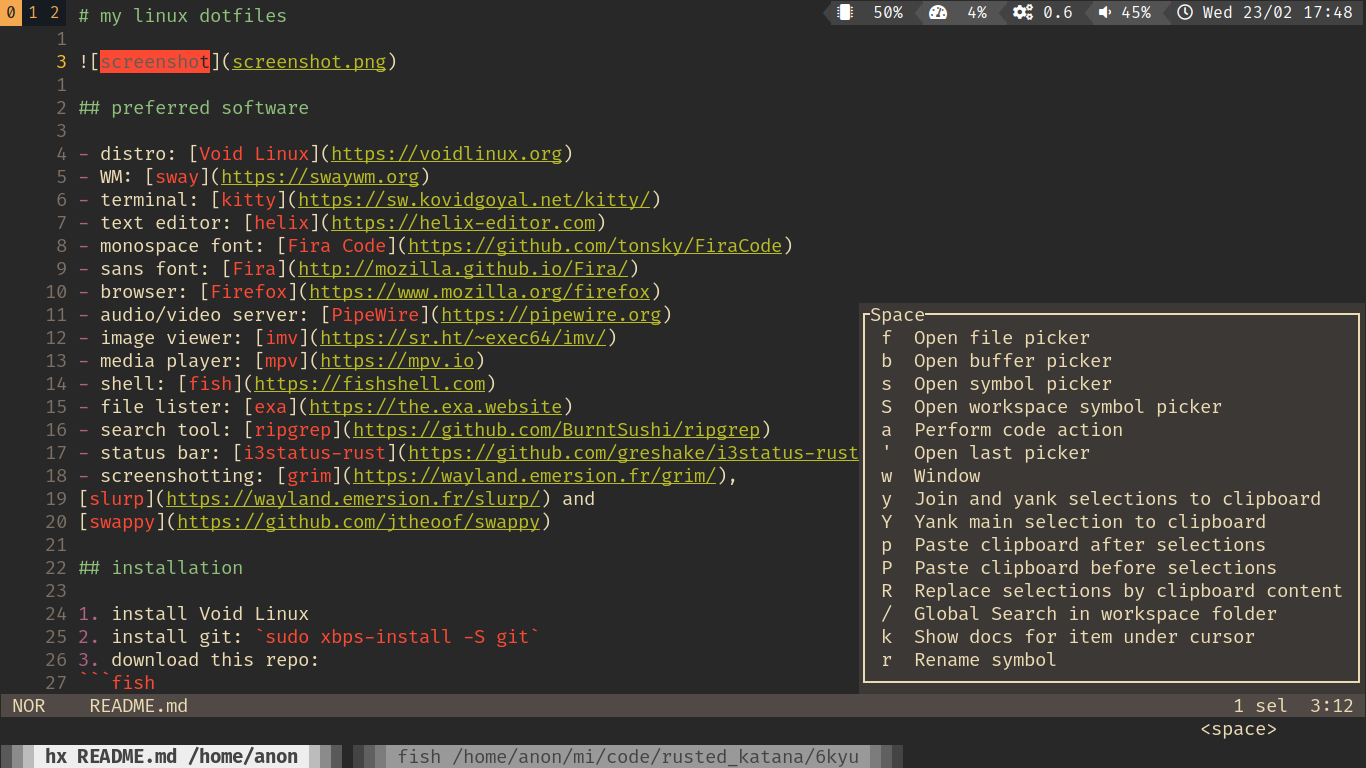 0 1 2 # my linux dotfiles 50% 4% 0.6 45% Wed 23/02 17:48
1
3 ![screenshot](screenshot.png)
1
2 ## preferred software
3
4 - distro: [Void Linux](https://voidlinux.org)
5 - WM: [sway](https://swaywm.org)
6 - terminal: [kitty](https://sw.kovidgoyal.net/kitty/)
7 - text editor: [helix](https://helix-editor.com)
8 - monospace font: [Fira Code](https://github.com/tonsky/FiraCode)
9 - sans font: [Fira](http://mozilla.github.io/Fira/)
10 - browser: [Firefox](https://www.mozilla.org/firefox)
11 - audio/video server: [PipeWire](https://pipewire.org)
12 - image viewer: [imv](https://sr.ht/~exec64/imv/)
13 - media player: [mpv](https://mpv.io)
14 - shell: [fish](https://fishshell.com)
15 - file lister: [exa](https://the.exa.website)
16 - search tool: [ripgrep](https://github.com/BurntSushi/ripgrep)
17 - status bar: [i3status-rust](https://github.com/greshake/i3status-rust
18 - screenshotting: [grim](https://wayland.emersion.fr/grim/),
19 [slurp](https://wayland.emersion.fr/slurp/) and
20 [swappy](https://github.com/jtheoof/swappy)
21
22 ## installation
23
24 1. install Void Linux
25 2. install git: `sudo xbps-install -S git`
26 3. download this repo:
27 ```fish
Space
f Open file picker
b Open buffer picker
s Open symbol picker
S Open workspace symbol picker
a Perform code action
' Open last picker
w Window
y Join and yank selections to clipboard
Y Yank main selection to clipboard
p Paste clipboard after selections
P Paste clipboard before selections
R Replace selections by clipboard content
/ Global Search in workspace folder
k Show docs for item under cursor
r Rename symbol
NOR README.md 1 sel 3:12
<space>
hx README.md /home/anon fish /home/anon/mi/code/rusted_katana/6kyu